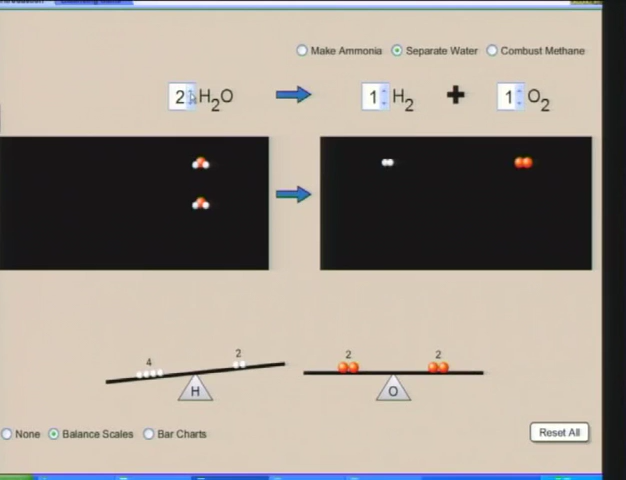 Make Ammonia Separate Water Combust Methane
2 H₂O 1 H₂ + 1 O₂
4 2 2 2
H O
None Balance Scales Bar Charts Reset All